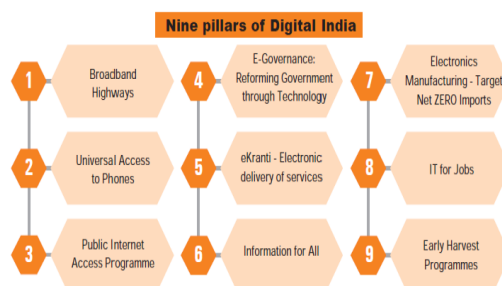 Nine pillars of Digital India
1
Broadband
Highways
2
Universal Access
to Phones
3
Public Internet
Access Programme
4
E-Governance:
Reforming Government
through Technology
5
eKranti - Electronic
delivery of services
6
Information for All
7
Electronics
Manufacturing - Target
Net ZERO Imports
8
IT for Jobs
9
Early Harvest
Programmes